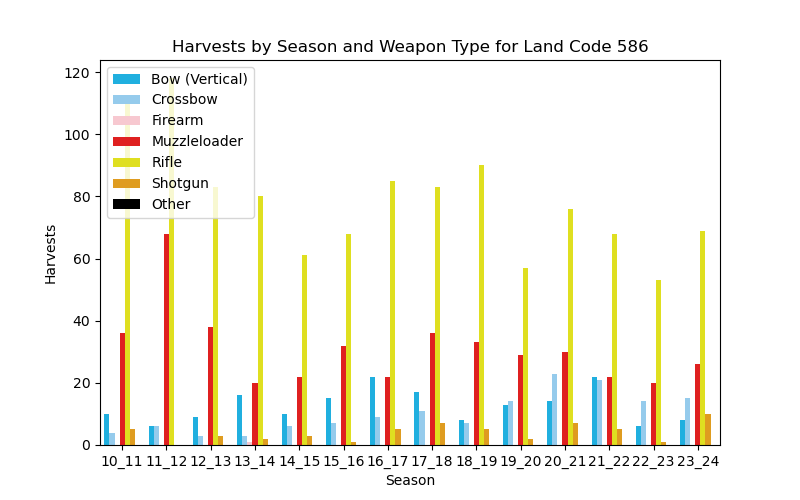 Harvests by Season and Weapon Type for Land Code 586
120
100
80
60
40
20
0
Harvests
Bow (Vertical)
Crossbow
Firearm
Muzzleloader
Rifle
Shotgun
Other
10_11 11_12 12_13 13_14 14_15 15_16 16_17 17_18 18_19 19_20 20_21 21_22 22_23 23_24
Season